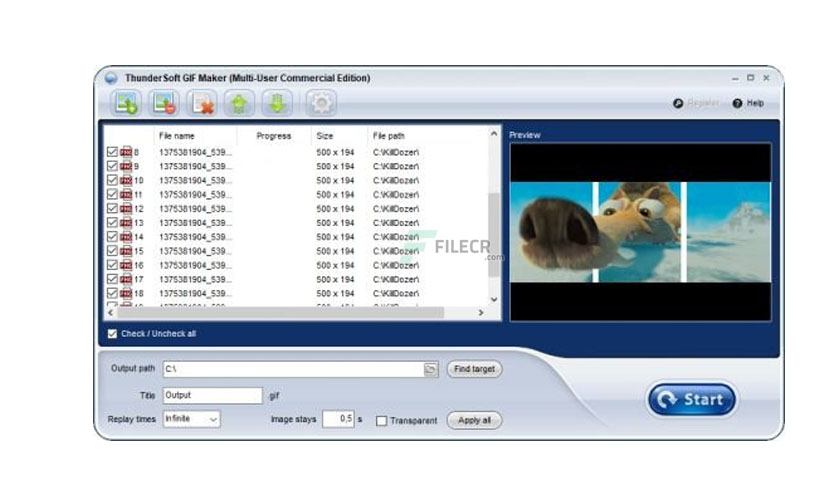 ThunderSoft GIF Maker (Multi-User Commercial Edition)
Register Help
File name Progress Size File path
Preview
8 1375381904_539... 500 x 194 C:\KillDozer\
9 1375381904_539... 500 x 194 C:\KillDozer\
10 1375381904_539... 500 x 194 C:\KillDozer\
11 1375381904_539... 500 x 194 C:\KillDozer\
12 1375381904_539... 500 x 194 C:\KillDozer\
13 1375381904_539... 500 x 194 C:\KillDozer\
14 1375381904_539... 500 x 194 C:\KillDozer\
15 1375381904_539... 500 x 194 C:\KillDozer\
16 1375381904_539... 500 x 194 C:\KillDozer\
17 1375381904_539... 500 x 194 C:\KillDozer\
18 1375381904_539... 500 x 194 C:\KillDozer\
FILECR
.com
Check / Uncheck all
Output path C:\ Find target
Title Output .gif
Start
Replay times Infinite Image stays 0,5 s Transparent Apply all